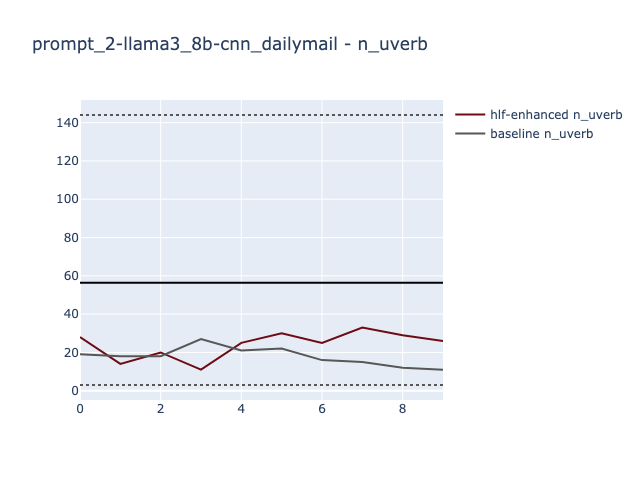 prompt_2-llama3_8b-cnn_dailymail - n_uverb
hlf-enhanced n_uverb
baseline n_uverb
140
120
100
80
60
40
20
0
0 2 4 6 8